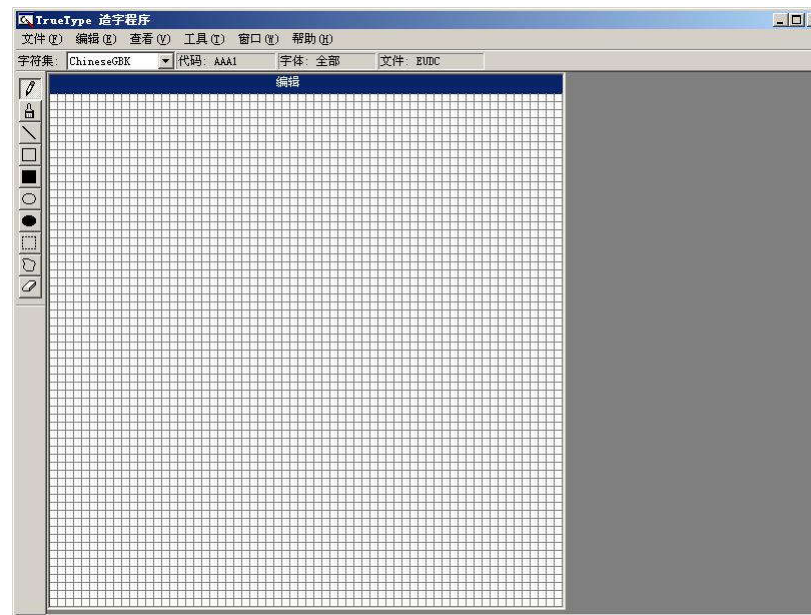 TrueType 造字程序
文件(F) 编辑(E) 查看(V) 工具(T) 窗口(W) 帮助(H)
字符集: ChineseGBK 代码: AAA1 字体: 全部 文件: EUDC
编辑